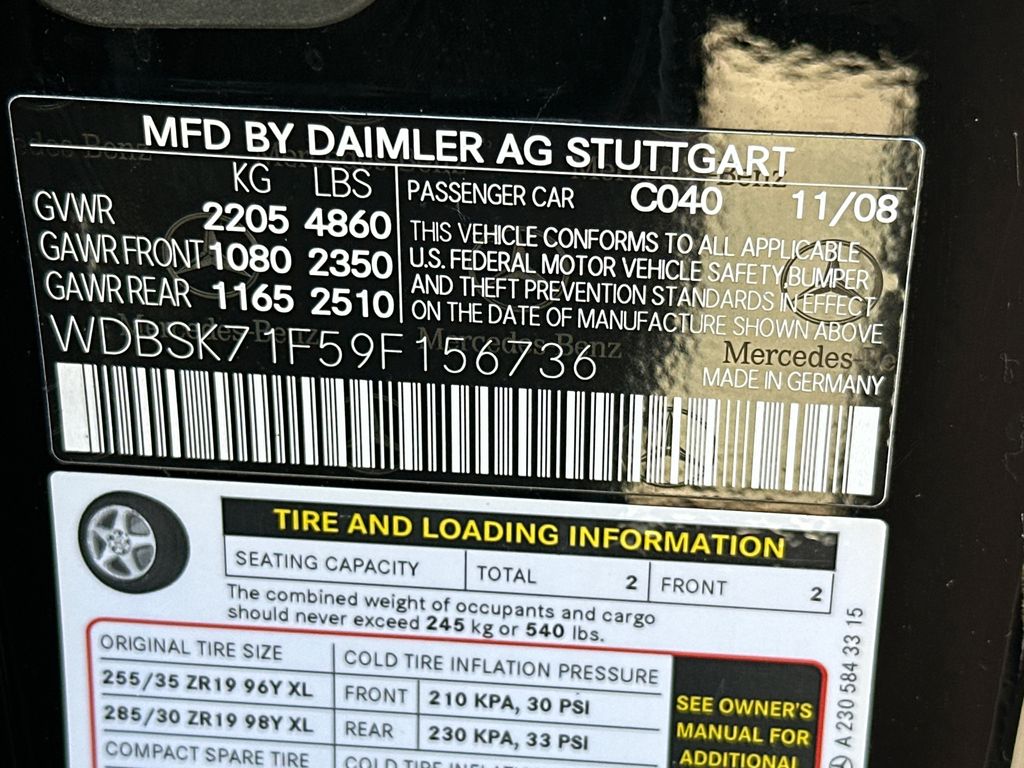 MFD BY DAIMLER AG STUTTGART
KG LBS
GVWR 2205 4860
GAWR FRONT 1080 2350
GAWR REAR 1165 2510
PASSENGER CAR C040 11/08
THIS VEHICLE CONFORMS TO ALL APPLICABLE
U.S. FEDERAL MOTOR VEHICLE SAFETY,BUMPER
AND THEFT PREVENTION STANDARDS IN EFFECT
ON THE DATE OF MANUFACTURE SHOWN ABOVE
WDBSK71F59F156736
Mercedes-Be
MADE IN GERMANY
TIRE AND LOADING INFORMATION
SEATING CAPACITY TOTAL 2 FRONT 2
The combined weight of occupants and cargo
should never exceed 245 kg or 540 lbs.
ORIGINAL TIRE SIZE COLD TIRE INFLATION PRESSURE
255/35 ZR19 96Y XL FRONT 210 KPA, 30 PSI
285/30 ZR19 98Y XL REAR 230 KPA, 33 PSI
COMPACT SPARE TIRE
SEE OWNER'S
MANUAL FOR
ADDITIONAL
A 230 584 33 15